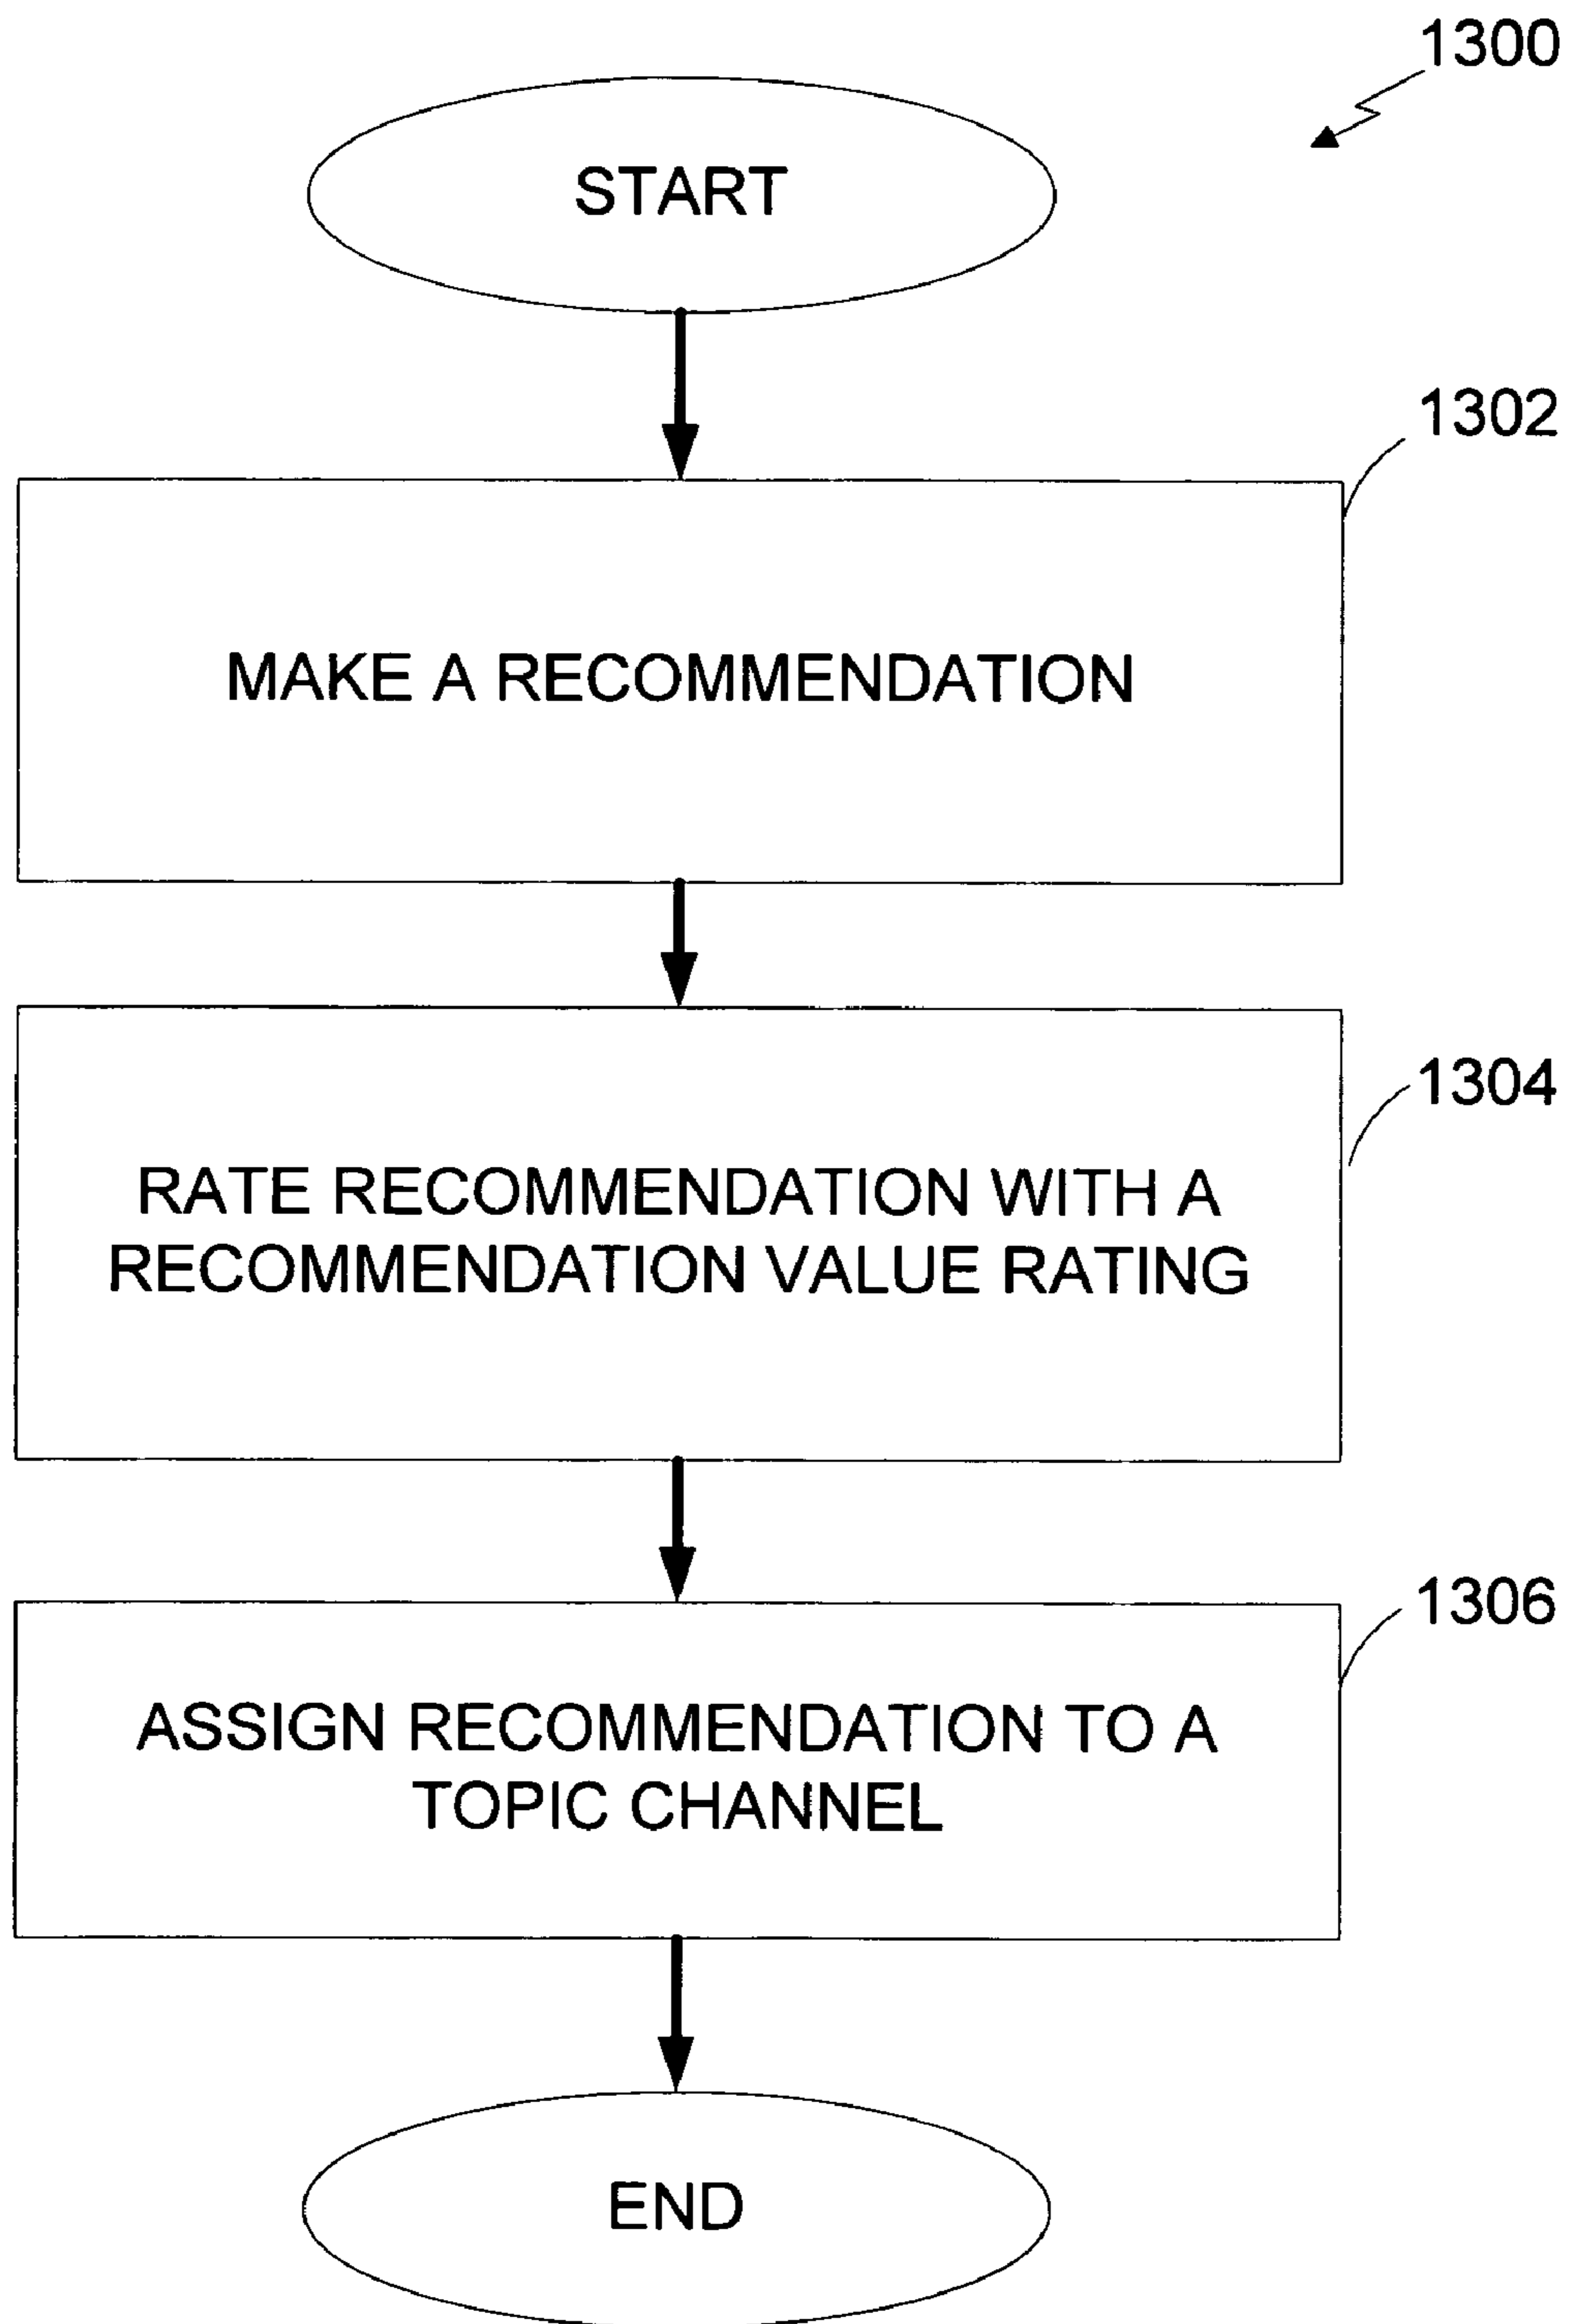 1300
START
1302
MAKE A RECOMMENDATION
1304
RATE RECOMMENDATION WITH A
RECOMMENDATION VALUE RATING
1306
ASSIGN RECOMMENDATION TO A
TOPIC CHANNEL
END